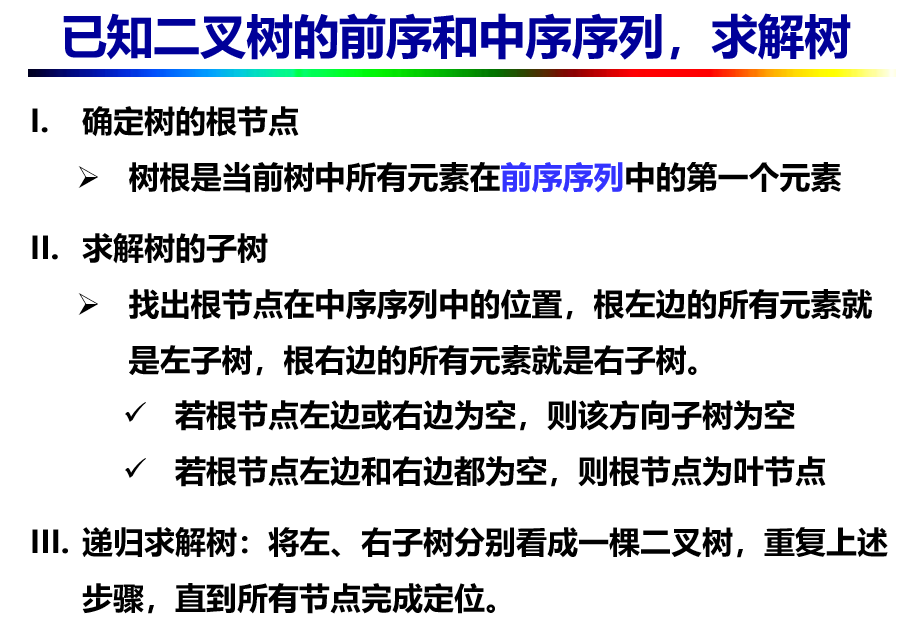 已知二叉树的前序和中序序列，求解树
I. 确定树的根节点
➢ 树根是当前树中所有元素在前序序列中的第一个元素
II. 求解树的子树
➢ 找出根节点在中序序列中的位置，根左边的所有元素就
是左子树，根右边的所有元素就是右子树。
✓ 若根节点左边或右边为空，则该方向子树为空
✓ 若根节点左边和右边都为空，则根节点为叶节点
III. 递归求解树：将左、右子树分别看成一棵二叉树，重复上述
步骤，直到所有节点完成定位。